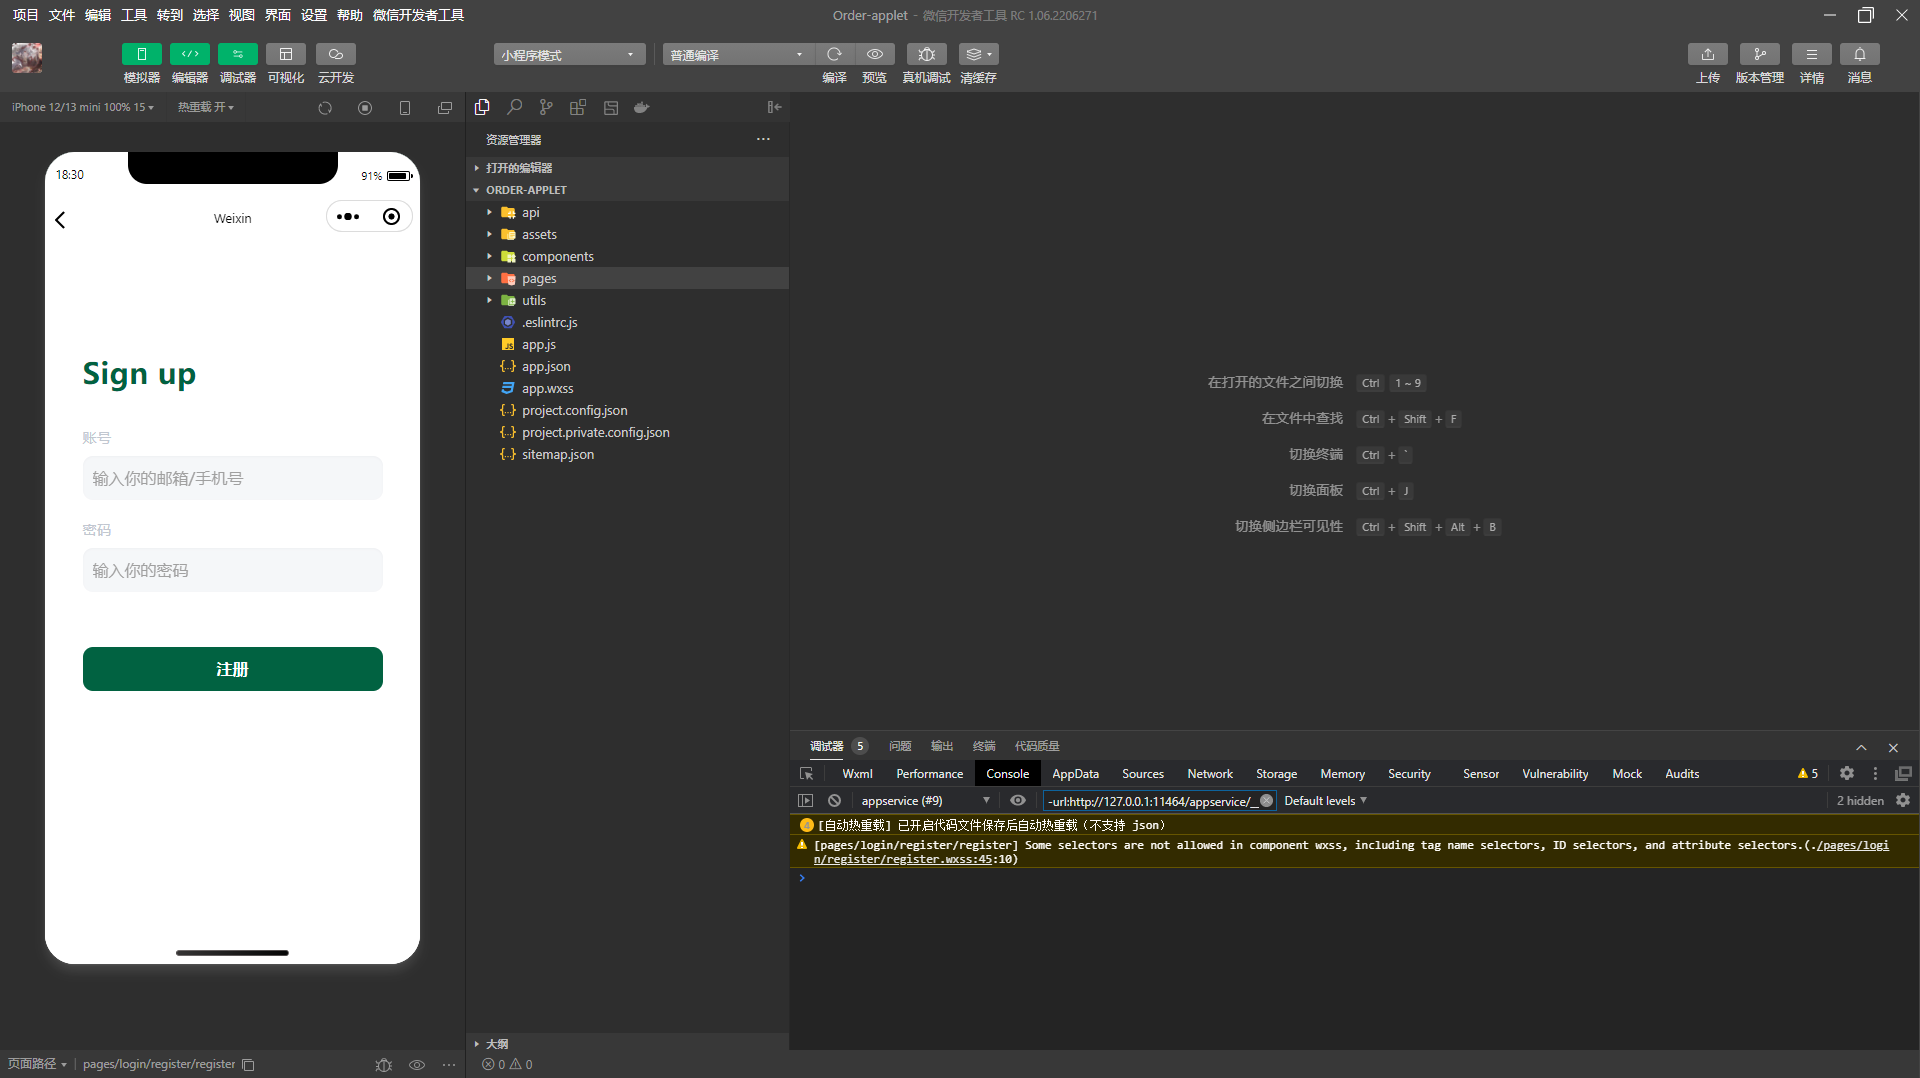 项目 文件 编辑 工具 转到 选择 视图 界面 设置 帮助 微信开发者工具
Order-applet - 微信开发者工具 RC 1.06.2206271
模拟器 编辑器 调试器 可视化 云开发
小程序模式
普通编译
编译 预览 真机调试 清缓存
上传 版本管理 详情 消息
iPhone 12/13 mini 100% 15
热重载 开
18:30
91%
Weixin
Sign up
账号
输入你的邮箱/手机号
密码
输入你的密码
注册
页面路径
pages/login/register/register
资源管理器
打开的编辑器
ORDER-APPLET
api
assets
components
pages
utils
.eslintrc.js
app.js
app.json
app.wxss
project.config.json
project.private.config.json
sitemap.json
大纲
0 0
在打开的文件之间切换 Ctrl 1 ~ 9
在文件中查找 Ctrl + Shift + F
切换终端 Ctrl + `
切换面板 Ctrl + J
切换侧边栏可见性 Ctrl + Shift + Alt + B
调试器 5 问题 输出 终端 代码质量
Wxml Performance Console AppData Sources Network Storage Memory Security Sensor Vulnerability Mock Audits 5
appservice (#9)
-url:http://127.0.0.1:11464/appservice/__
Default levels
2 hidden
4 [自动热重载] 已开启代码文件保存后自动热重载（不支持 json）
[pages/login/register/register] Some selectors are not allowed in component wxss, including tag name selectors, ID selectors, and attribute selectors.(./pages/logi
n/register/register.wxss:45:10)